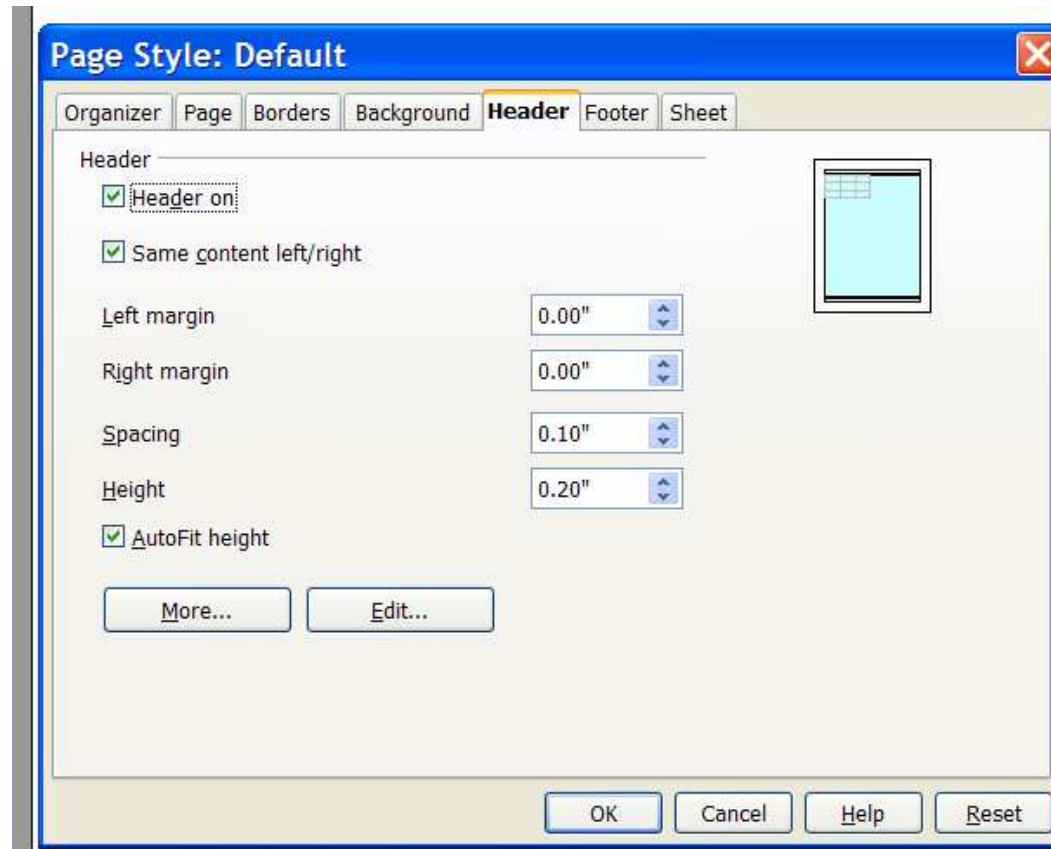 Page Style: Default
Organizer Page Borders Background Header Footer Sheet
Header
Header on
Same content left/right
Left margin 0.00"
Right margin 0.00"
Spacing 0.10"
Height 0.20"
AutoFit height
More... Edit...
OK Cancel Help Reset